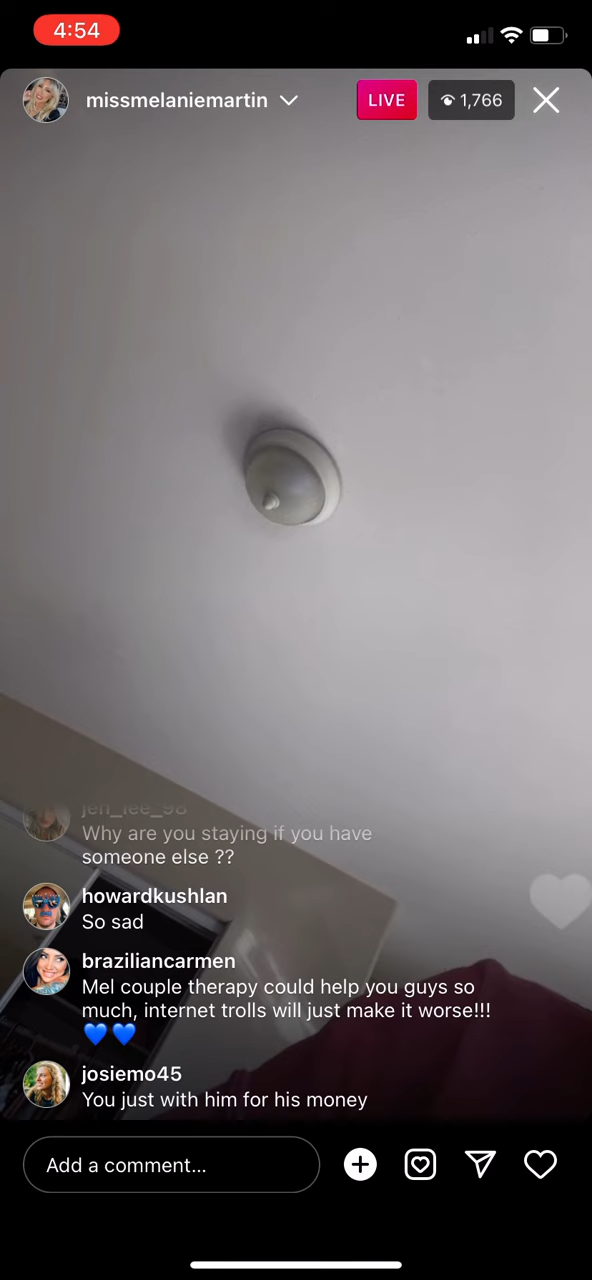 4:54
missmelaniemartin
LIVE
1,766
jen_lee_98
Why are you staying if you have
someone else ??
howardkushlan
So sad
braziliancarmen
Mel couple therapy could help you guys so
much, internet trolls will just make it worse!!!
💙💙
josiemo45
You just with him for his money
Add a comment...